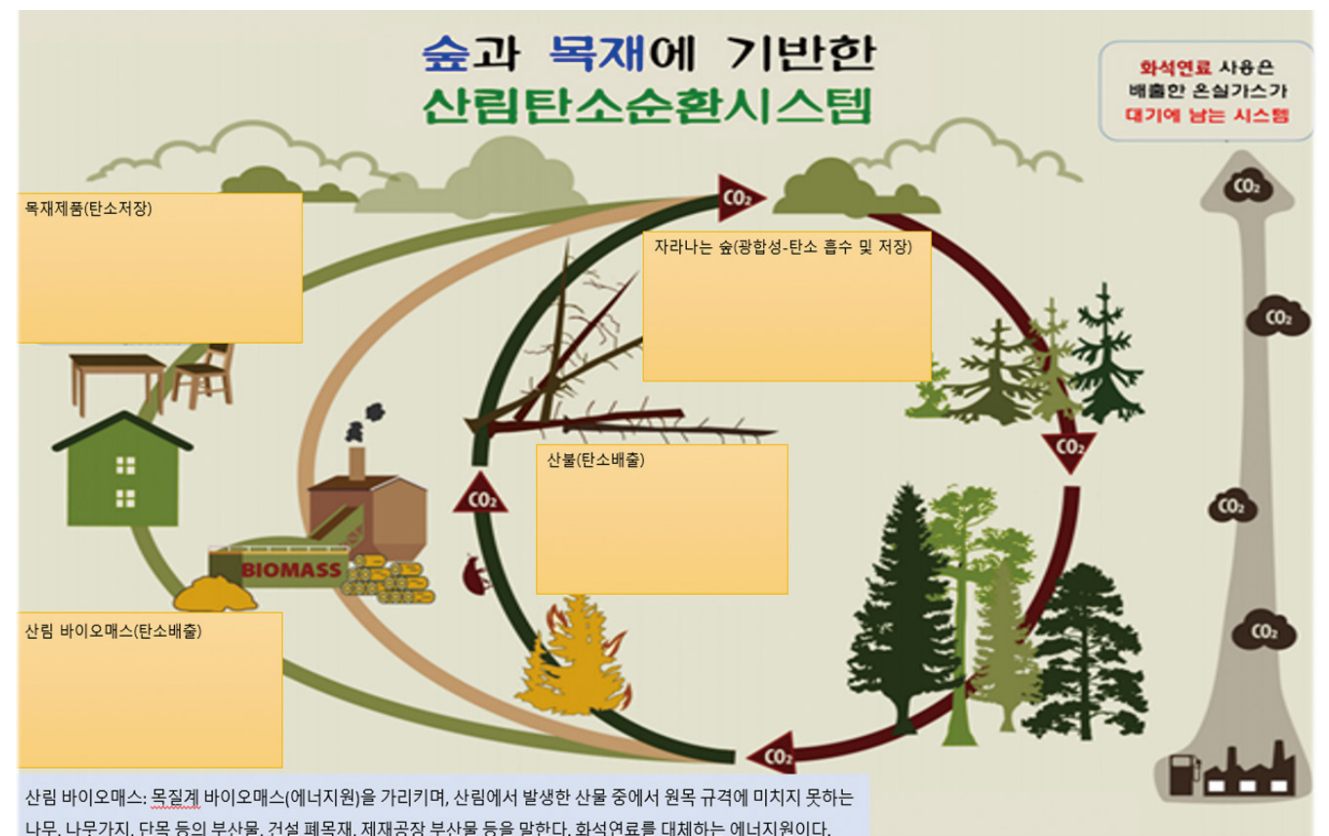 숲과 목재에 기반한
산림탄소순환시스템
화석연료 사용은
배출한 온실가스가
대기에 남는 시스템
CO₂
CO₂
목재제품(탄소저장)
자라나는 숲(광합성-탄소 흡수 및 저장)
CO₂
CO₂
산불(탄소배출)
CO₂
CO₂
BIOMASS
산림 바이오매스(탄소배출)
CO₂
CO₂
산림 바이오매스: 목질계 바이오매스(에너지원)을 가리키며, 산림에서 발생한 산물 중에서 원목 규격에 미치지 못하는
나무, 나무가지, 단목 등의 부산물, 건설 폐목재, 제재공장 부산물 등을 말한다. 화석연료를 대체하는 에너지원이다.